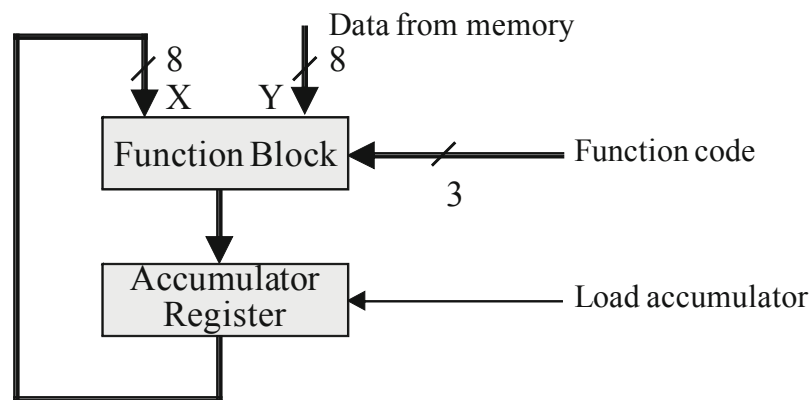 Data from memory
8
8
X
Y
Function Block
Function code
3
Accumulator
Register
Load accumulator